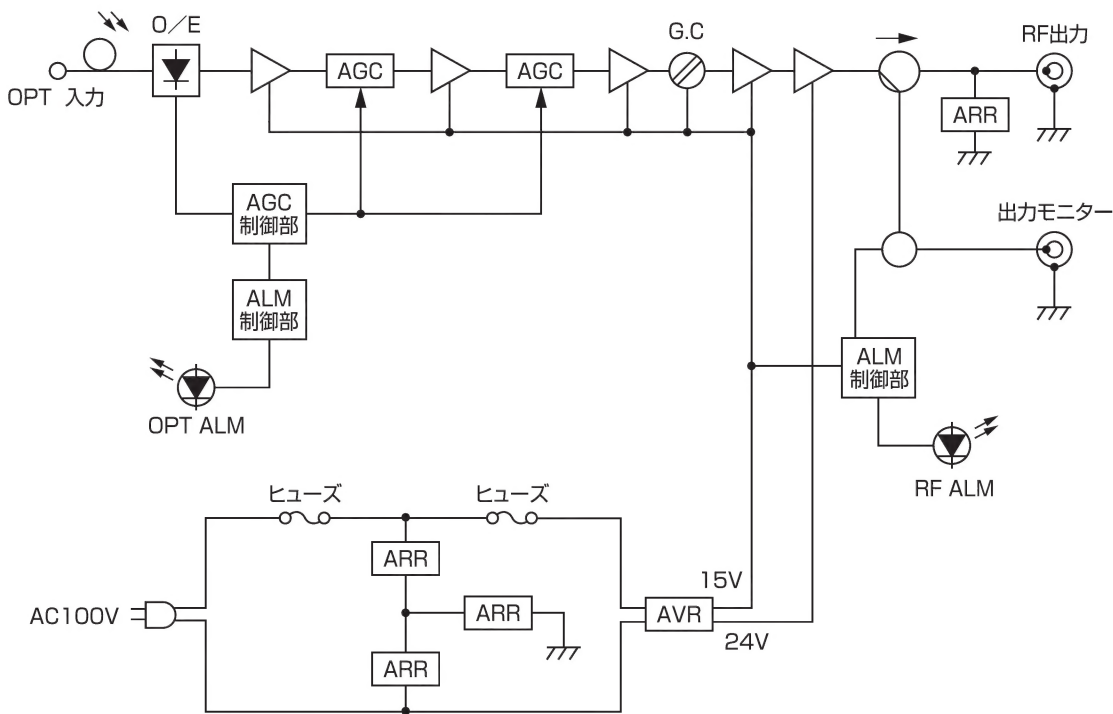 O/E
OPT 入力
AGC
AGC
G.C
RF出力
ARR
AGC
制御部
出力モニター
ALM
制御部
ALM
制御部
OPT ALM
RF ALM
ヒューズ
ヒューズ
ARR
15V
AC100V
ARR
AVR
24V
ARR